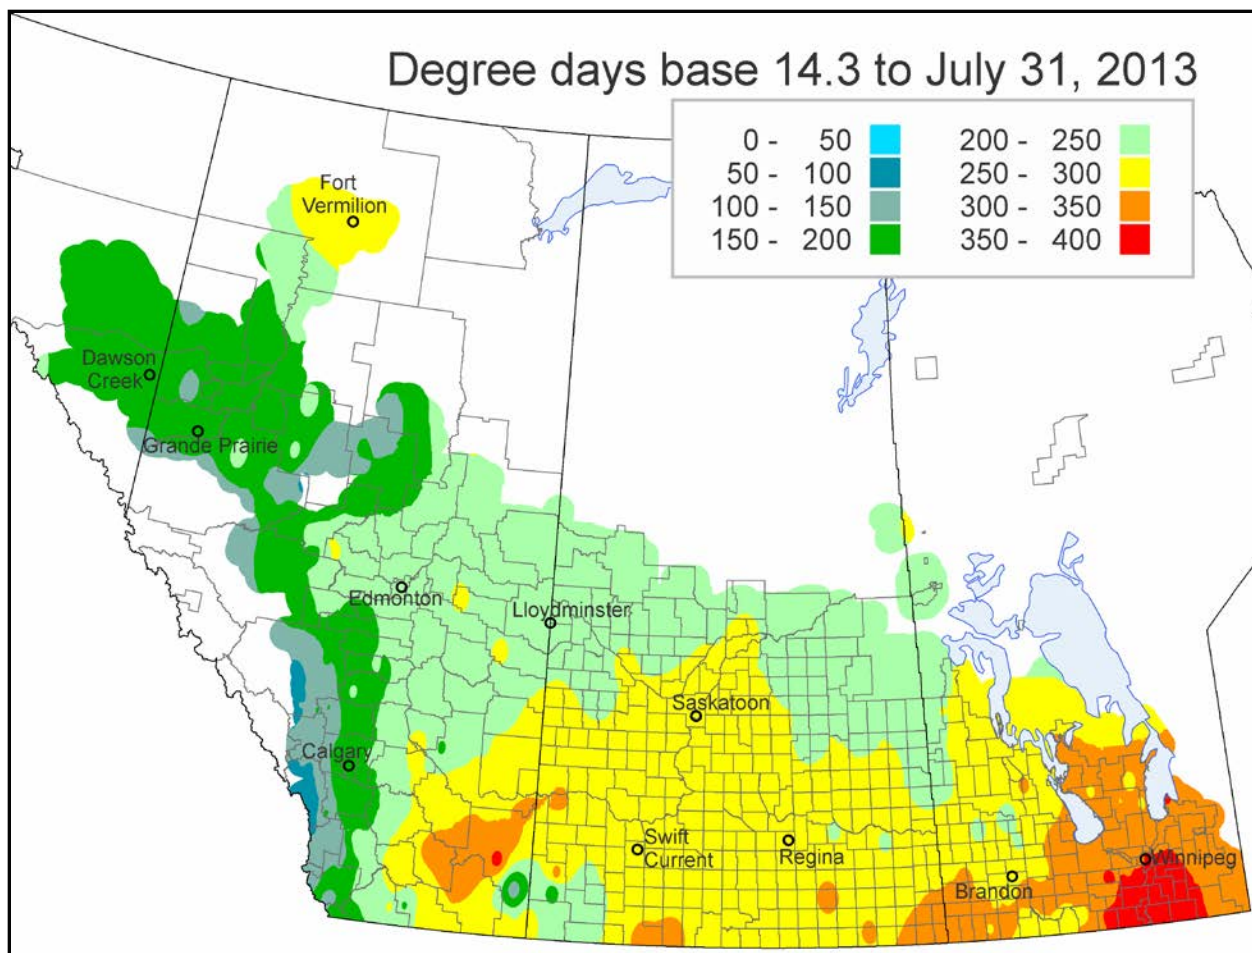 Degree days base 14.3 to July 31, 2013
0 - 50
50 - 100
100 - 150
150 - 200
200 - 250
250 - 300
300 - 350
350 - 400
Fort
Vermilion
Dawson
Creek
Grande Prairie
Edmonton
Lloydminster
Saskatoon
Calgary
Swift
Current
Regina
Brandon
Winnipeg